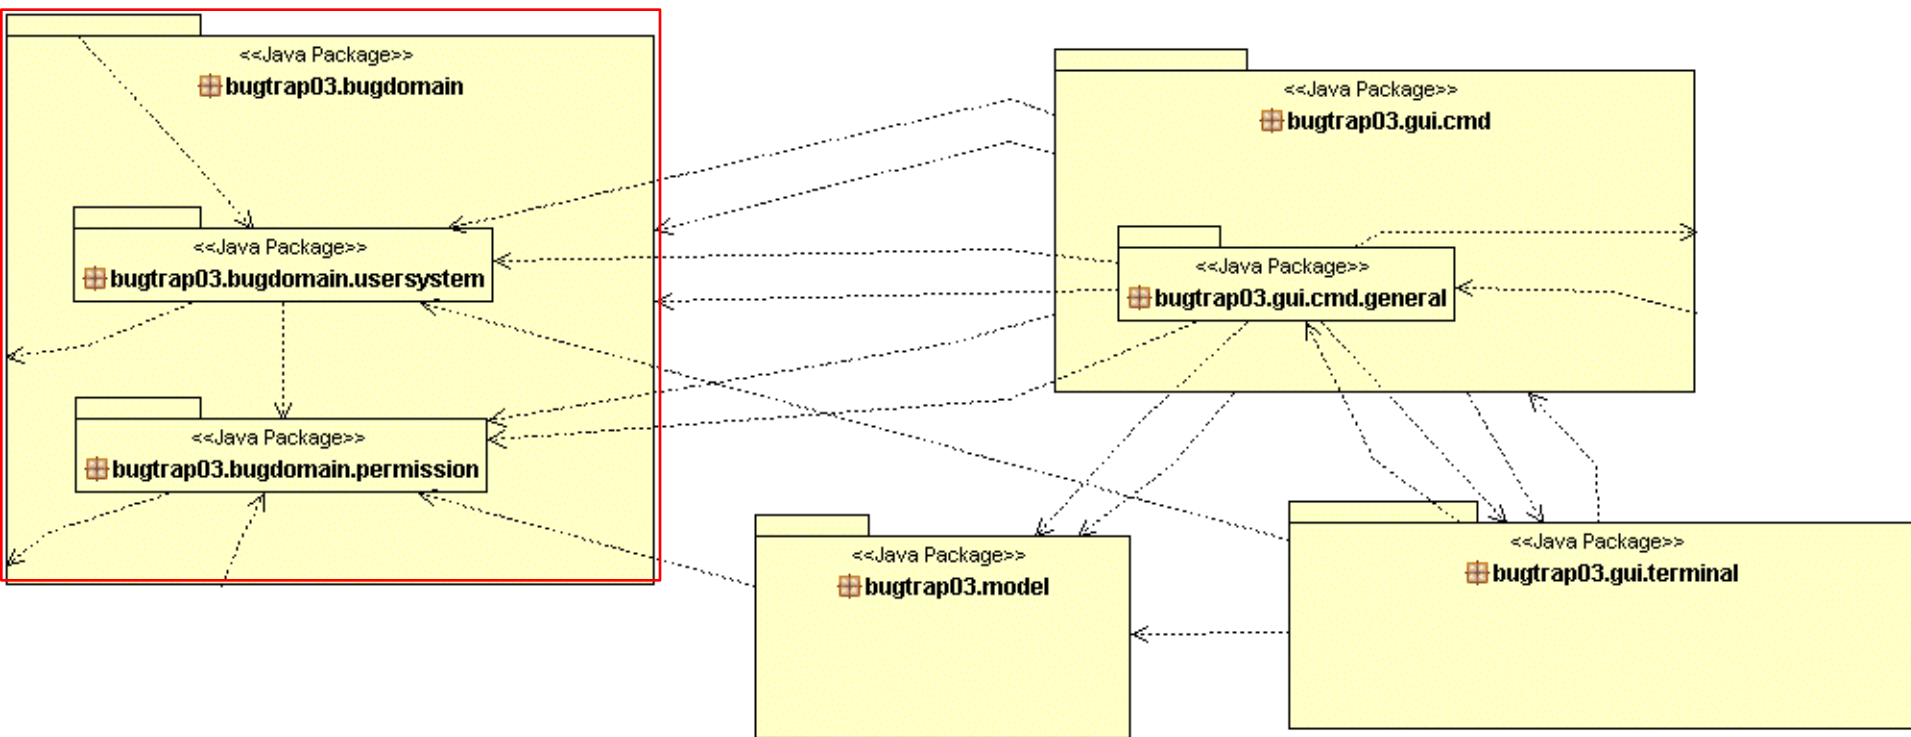 <<Java Package>>
bugtrap03.bugdomain
<<Java Package>>
bugtrap03.bugdomain.usersystem
<<Java Package>>
bugtrap03.bugdomain.permission
<<Java Package>>
bugtrap03.gui.cmd
<<Java Package>>
bugtrap03.gui.cmd.general
<<Java Package>>
bugtrap03.model
<<Java Package>>
bugtrap03.gui.terminal